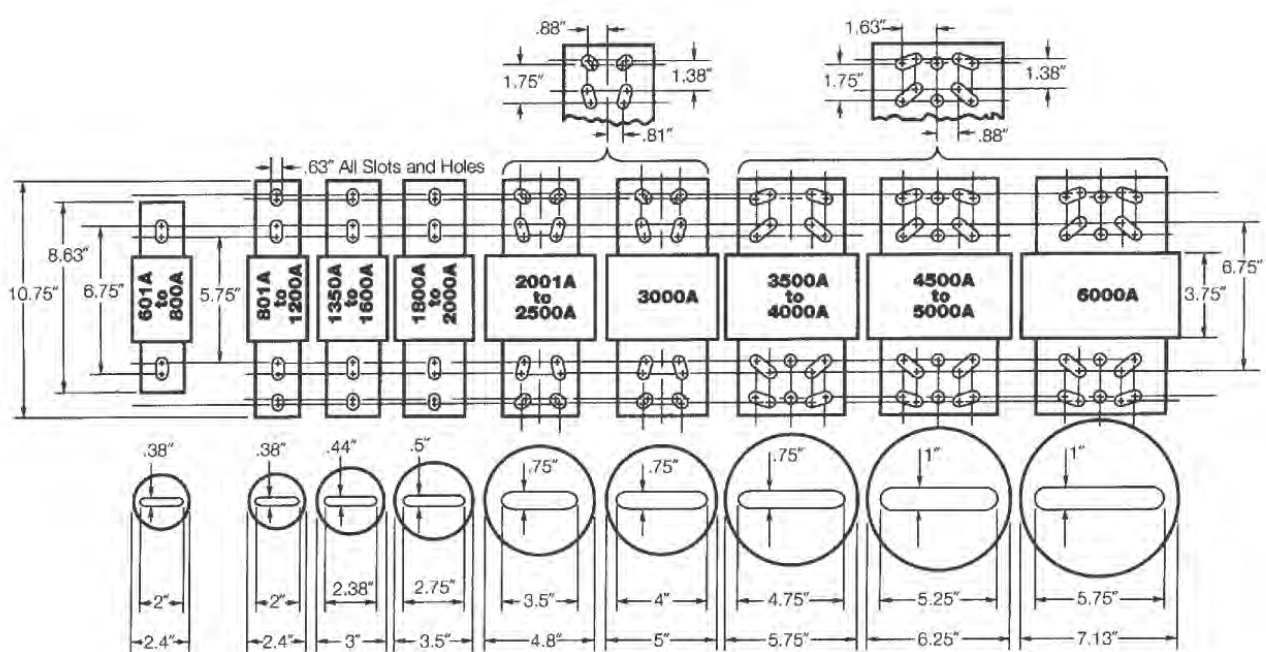 .88"
1.63"
1.75"
1.38"
1.75"
1.38"
.81"
.88"
.63" All Slots and Holes
10.75"
8.63"
6.75"
5.75"
601A
to
800A
801A
to
1200A
1350A
to
1600A
1800A
to
2000A
2001A
to
2500A
3000A
3500A
to
4000A
4500A
to
5000A
6000A
6.75"
3.75"
.38"
.38"
.44"
.5"
.75"
.75"
.75"
1"
1"
2"
2"
2.38"
2.75"
3.5"
4"
4.75"
5.25"
5.75"
2.4"
2.4"
3"
3.5"
4.8"
5"
5.75"
6.25"
7.13"